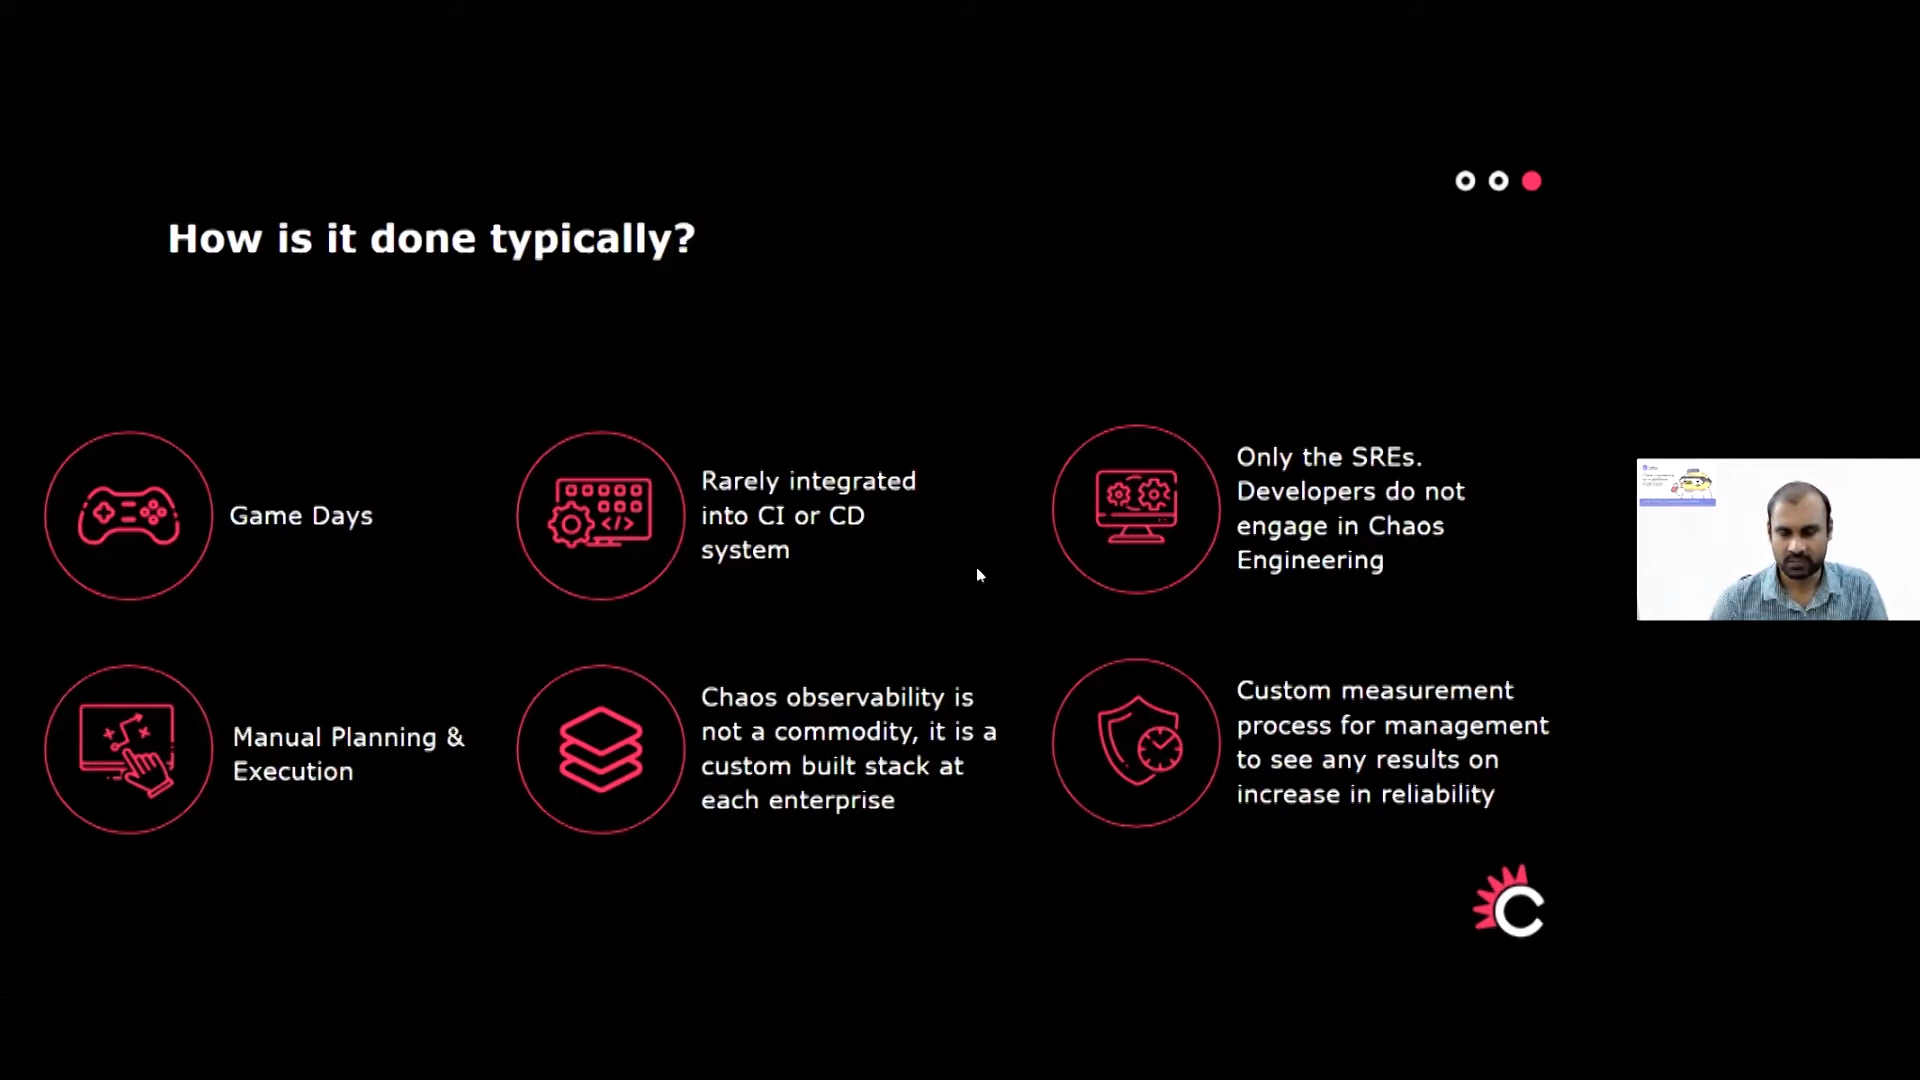 How is it done typically?
Game Days
Rarely integrated
into CI or CD
system
Only the SREs.
Developers do not
engage in Chaos
Engineering
Manual Planning &
Execution
Chaos observability is
not a commodity, it is a
custom built stack at
each enterprise
Custom measurement
process for management
to see any results on
increase in reliability